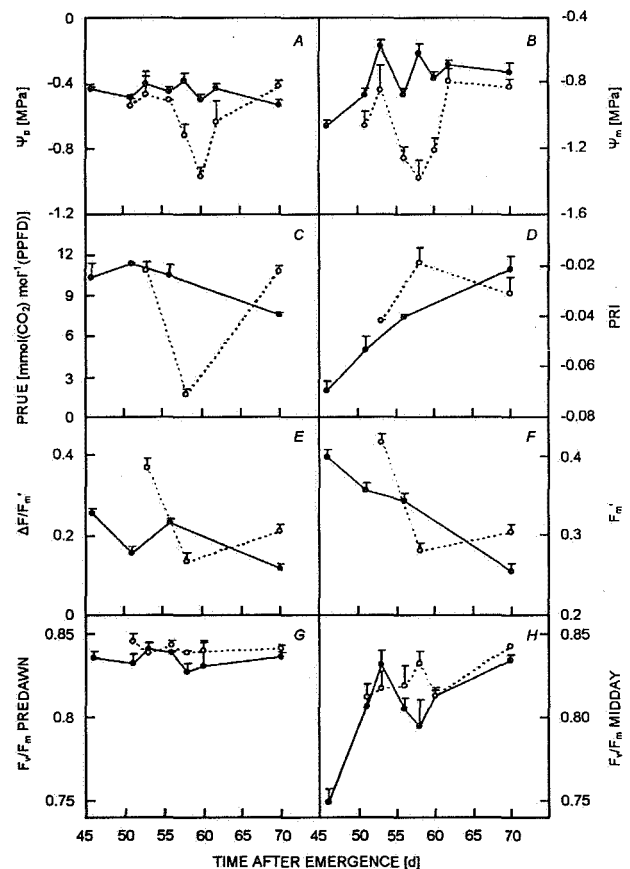 0
A
B
-0.4
-0.4
-0.8
Ψp [MPa]
Ψm [MPa]
-0.8
-1.2
-1.2
-1.6
12
C
D
-0.02
9
6
-0.04
PRUE [mmol(CO2) mol-1(PPFD)]
PRI
3
-0.06
0
-0.08
E
F
0.4
0.4
ΔF/Fm'
Fm'
0.2
0.3
0
0.2
0.85
G
H
0.85
0.80
0.80
Fv/Fm PREDAWN
Fv/Fm MIDDAY
0.75
0.75
45 50 55 60 65 70 45 50 55 60 65 70
TIME AFTER EMERGENCE [d]